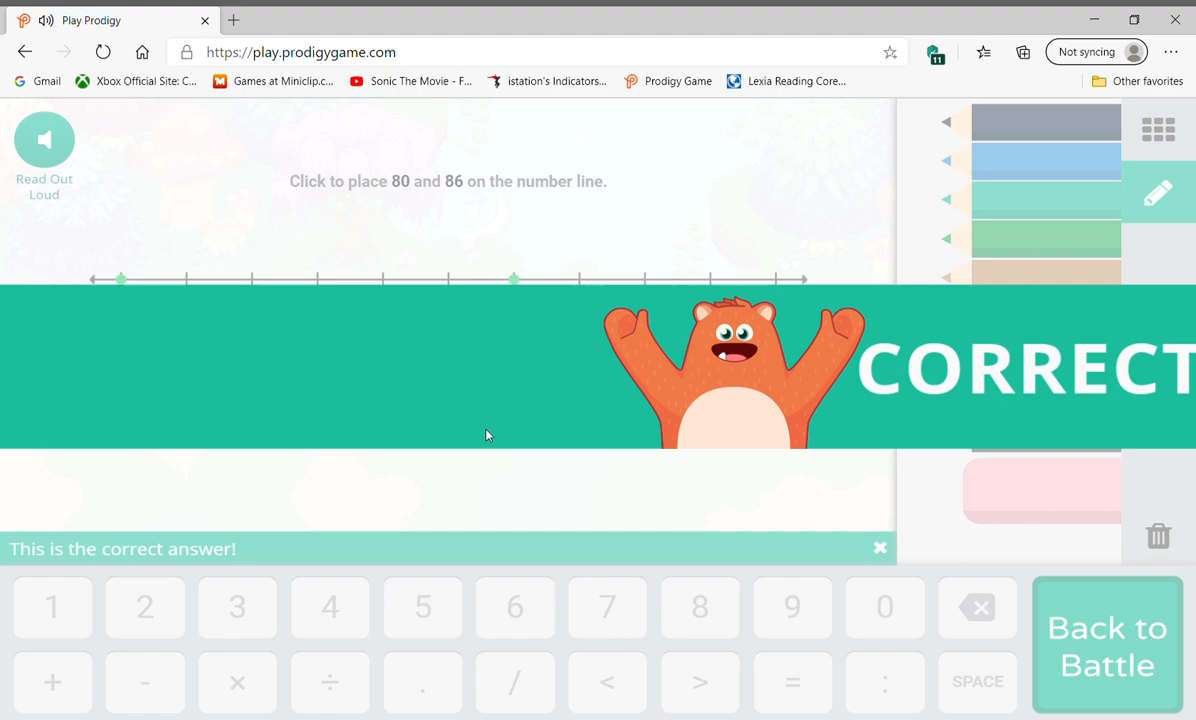 Play Prodigy
https://play.prodigygame.com
11
Not syncing
Gmail
Xbox Official Site: C...
Games at Miniclip.c...
Sonic The Movie - F...
istation's Indicators...
Prodigy Game
Lexia Reading Core...
Other favorites
Read Out
Loud
Click to place 80 and 86 on the number line.
CORRECT
This is the correct answer!
1 2 3 4 5 6 7 8 9 0
+ - × ÷ . / < > = : SPACE
Back to
Battle